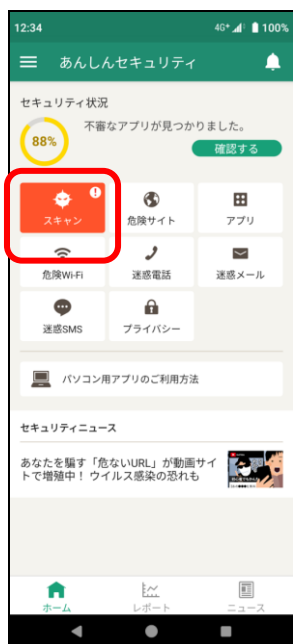 12:34
4G+
100%
あんしんセキュリティ
セキュリティ状況
88%
不審なアプリが見つかりました。
確認する
スキャン
危険サイト
アプリ
危険Wi-Fi
迷惑電話
迷惑メール
迷惑SMS
プライバシー
パソコン用アプリのご利用方法
セキュリティニュース
あなたを騙す「危ないURL」が動画サイ
トで増殖中！ ウイルス感染の恐れも
ホーム
レポート
ニュース